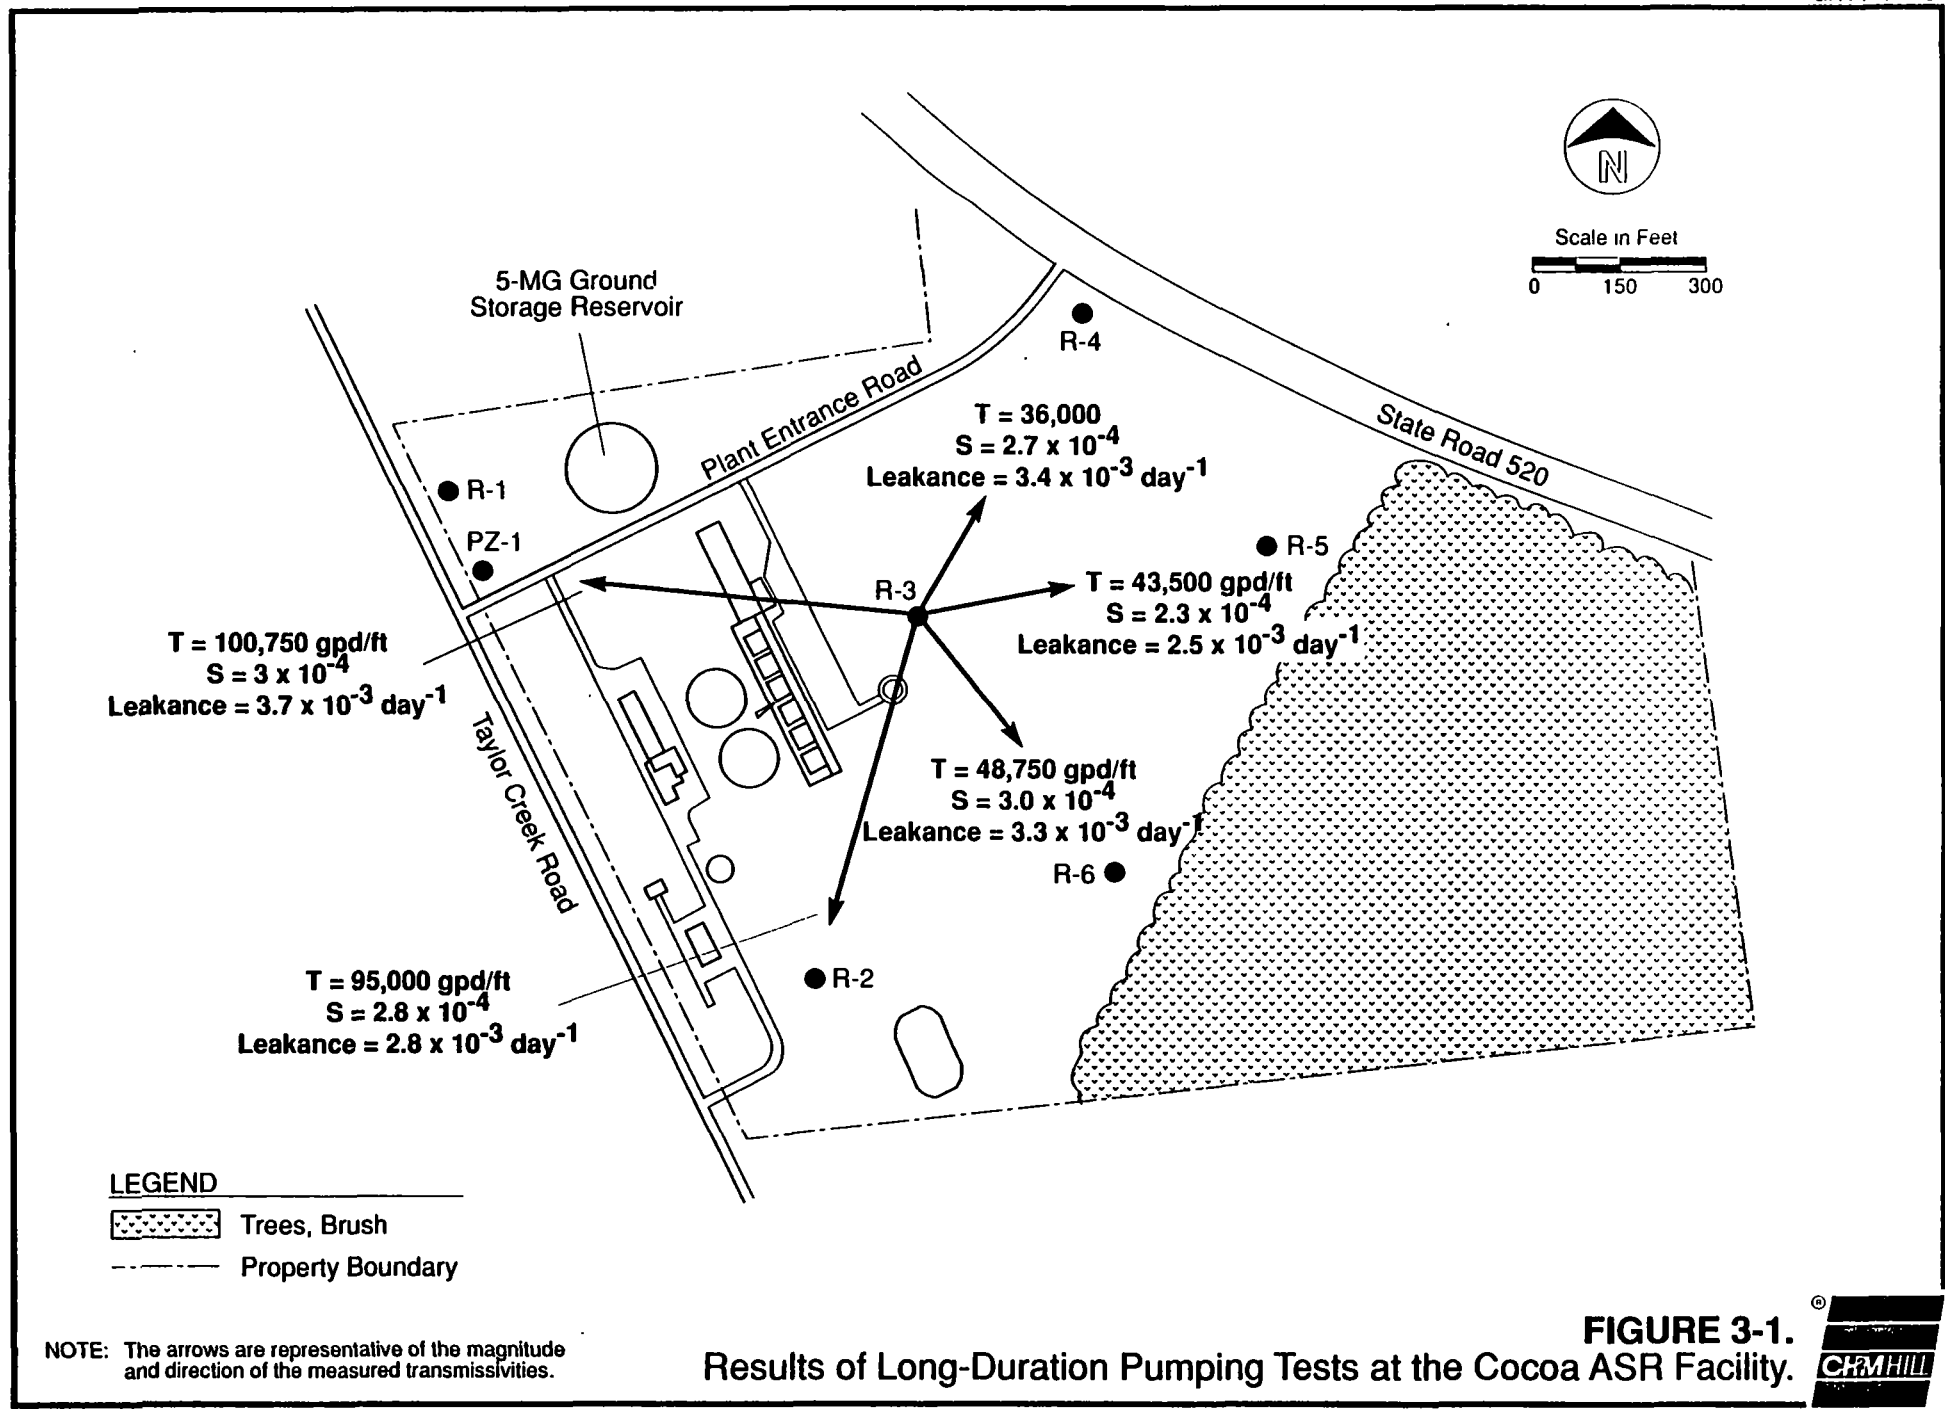 5-MG Ground
Storage Reservoir
Scale in Feet
0 150 300
R-4
Plant Entrance Road
State Road 520
T = 36,000
S = 2.7 x 10-4
Leakance = 3.4 x 10-3 day-1
R-1
PZ-1
R-5
R-3
T = 43,500 gpd/ft
S = 2.3 x 10-4
Leakance = 2.5 x 10-3 day-1
T = 100,750 gpd/ft
S = 3 x 10-4
Leakance = 3.7 x 10-3 day-1
Taylor Creek Road
T = 48,750 gpd/ft
S = 3.0 x 10-4
Leakance = 3.3 x 10-3 day-1
R-6
T = 95,000 gpd/ft
S = 2.8 x 10-4
Leakance = 2.8 x 10-3 day-1
R-2
N
LEGEND
Trees, Brush
Property Boundary
NOTE: The arrows are representative of the magnitude
and direction of the measured transmissivities.
FIGURE 3-1.
Results of Long-Duration Pumping Tests at the Cocoa ASR Facility.
®
CH2M HILL